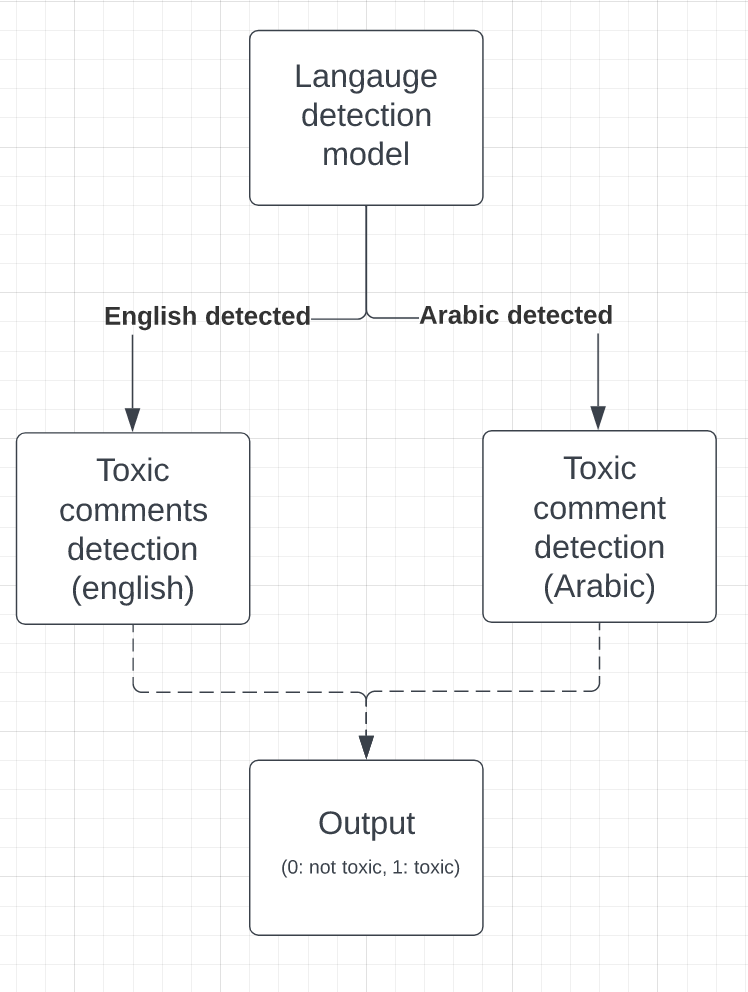 Langauge
detection
model
English detected
Arabic detected
Toxic
comments
detection
(english)
Toxic
comment
detection
(Arabic)
Output
(0: not toxic, 1: toxic)